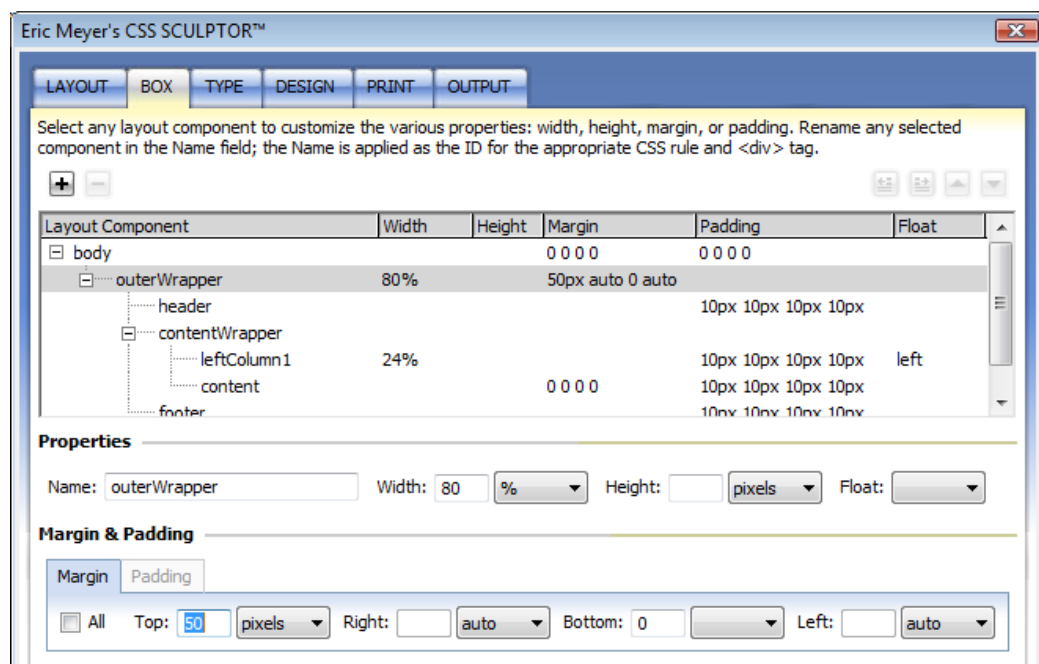 Eric Meyer's CSS SCULPTOR™
LAYOUT BOX TYPE DESIGN PRINT OUTPUT
Select any layout component to customize the various properties: width, height, margin, or padding. Rename any selected
component in the Name field; the Name is applied as the ID for the appropriate CSS rule and <div> tag.
Layout Component Width Height Margin Padding Float
body 0 0 0 0 0 0 0 0
outerWrapper 80% 50px auto 0 auto
header 10px 10px 10px 10px
contentWrapper
leftColumn1 24% 10px 10px 10px 10px left
content 0 0 0 0 10px 10px 10px 10px
footer 10px 10px 10px 10px
Properties
Name: outerWrapper Width: 80 % Height: pixels Float:
Margin & Padding
Margin Padding
All Top: 50 pixels Right: auto Bottom: 0 Left: auto